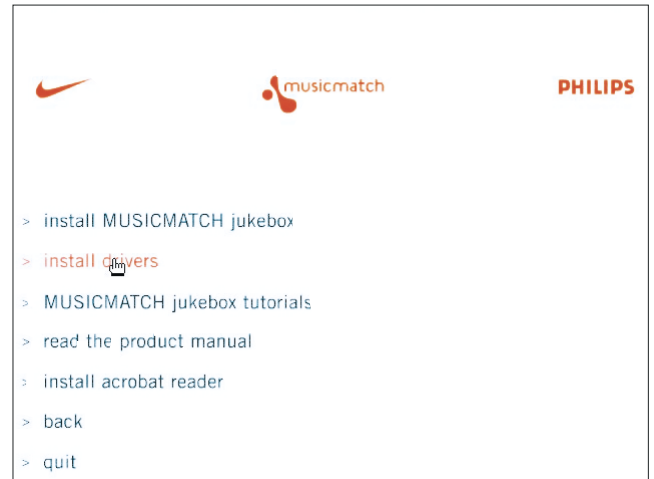 musicmatch
PHILIPS
> install MUSICMATCH jukebox
> install drivers
> MUSICMATCH jukebox tutorials
> read the product manual
> install acrobat reader
> back
> quit